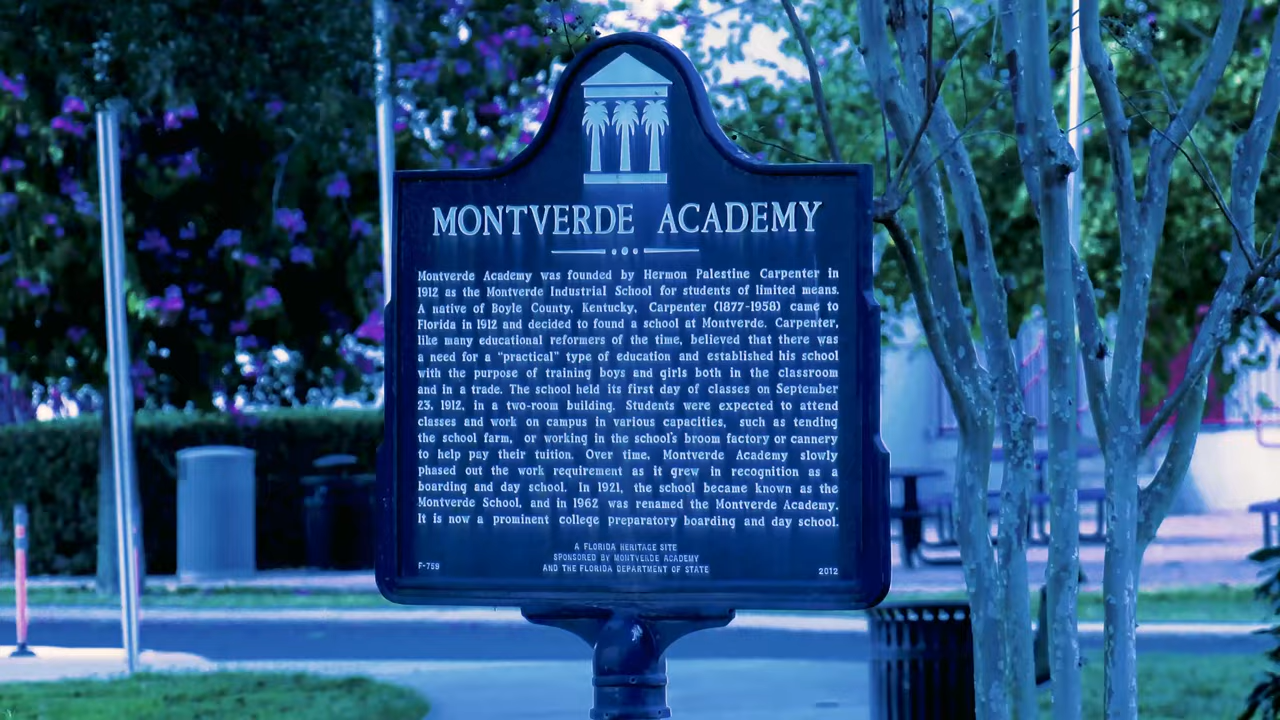 MONTVERDE ACADEMY
Montverde Academy was founded by Hermon Palestine Carpenter in
1912 as the Montverde Industrial School for students of limited means.
A native of Boyle County, Kentucky, Carpenter (1877-1958) came to
Florida in 1912 and decided to found a school at Montverde. Carpenter,
like many educational reformers of the time, believed that there was
a need for a "practical" type of education and established his school
with the purpose of training boys and girls both in the classroom
and in a trade. The school held its first day of classes on September
23, 1912, in a two-room building. Students were expected to attend
classes and work on campus in various capacities, such as tending
the school farm, or working in the school's broom factory or cannery
to help pay their tuition. Over time, Montverde Academy slowly
phased out the work requirement as it grew in recognition as a
boarding and day school. In 1921, the school became known as the
Montverde School, and in 1962 was renamed the Montverde Academy.
It is now a prominent college preparatory boarding and day school.
A FLORIDA HERITAGE SITE
SPONSORED BY MONTVERDE ACADEMY
AND THE FLORIDA DEPARTMENT OF STATE
F-759
2012